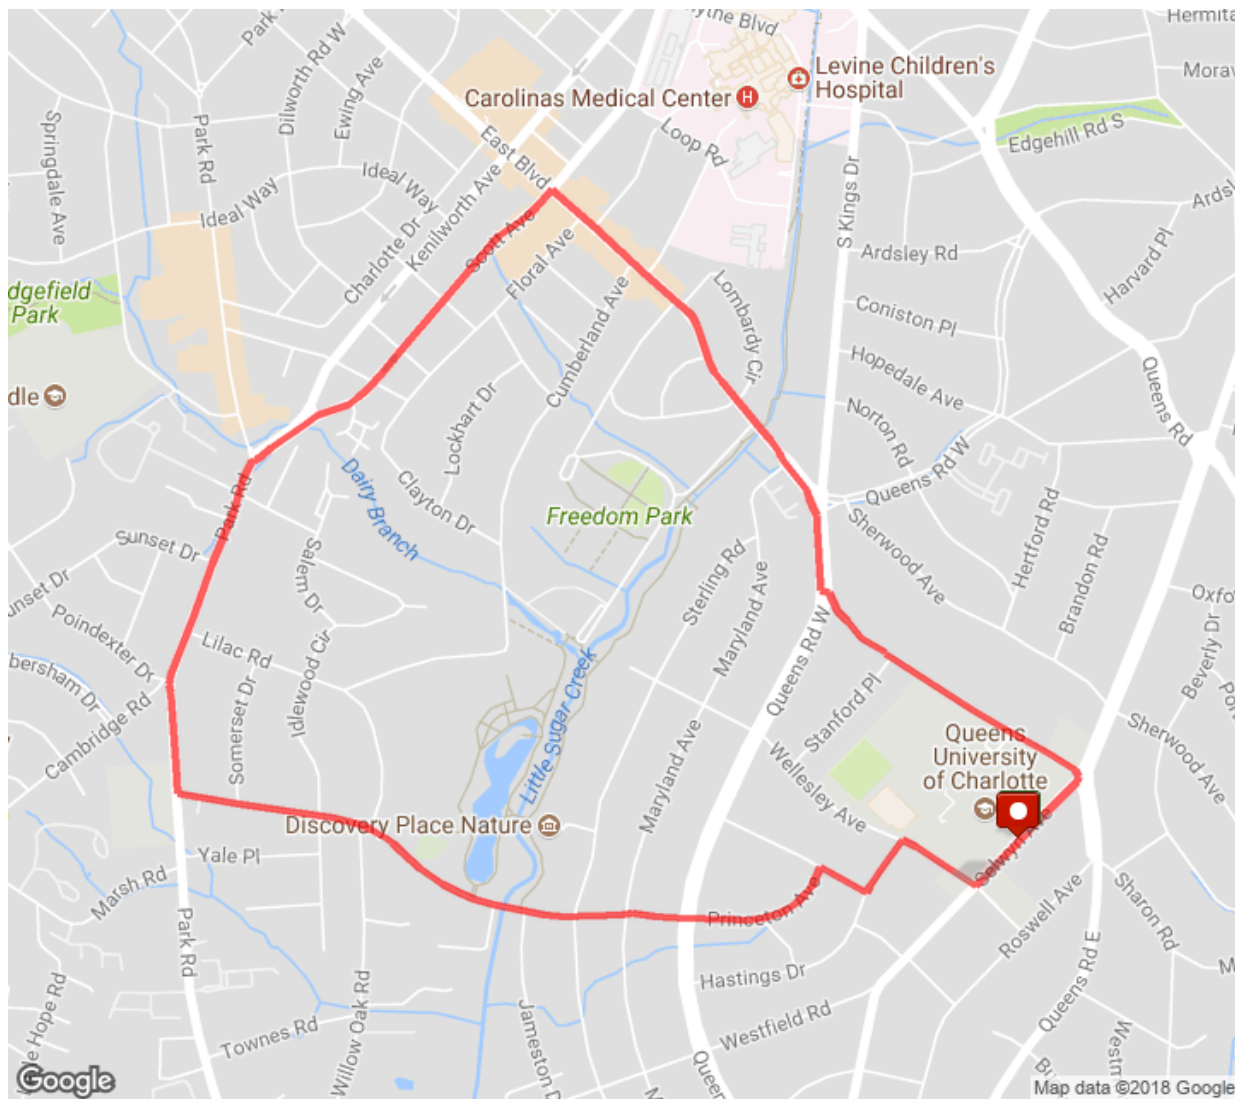 Park
Dilworth Rd W
Ewing Ave
ythe Blvd
Hermita
Levine Children's
Hospital
Carolinas Medical Center
H
Morav
Springdale Ave
Park Rd
East Blvd
Loop Rd
Edgehill Rd S
Ideal Way
Ideal Way
Kenilworth Ave
Charlotte Dr
Scott Ave
Floral Ave
S Kings Dr
Ardsley Rd
Ards
Harvard Pl
dgefield
Park
Cumberland Ave
Lombardy Cir
Coniston Pl
Hopedale Ave
Queens Rd
dle
Lockhart Dr
Norton Rd
Queens Rd W
Dairy Branch
Clayton Dr
Park Rd
Freedom Park
Sherwood Ave
Hertford Rd
Brandon Rd
Sunset Dr
Salem Dr
Sterling Rd
Maryland Ave
unset Dr
Poindexter Dr
Oxfo
Beverly Dr
Lilac Rd
Iplewood Cir
Somerset Dr
bersham Dr
Cambridge Rd
Little Sugar Creek
Queens Rd W
Stanford Pl
Maryland Ave
Wellesley Ave
Queens
University
of Charlotte
Sherwood Ave
Discovery Place Nature
Selwyn Ave
Yale Pl
Marsh Rd
Park Rd
Princeton Ave
Roswell Ave
Sharon Rd
Hastings Dr
Westfield Rd
Queens Rd E
le Hope Rd
Townes Rd
Willow Oak Rd
Jameston D
M
Queens
Westm
Google
Map data ©2018 Google